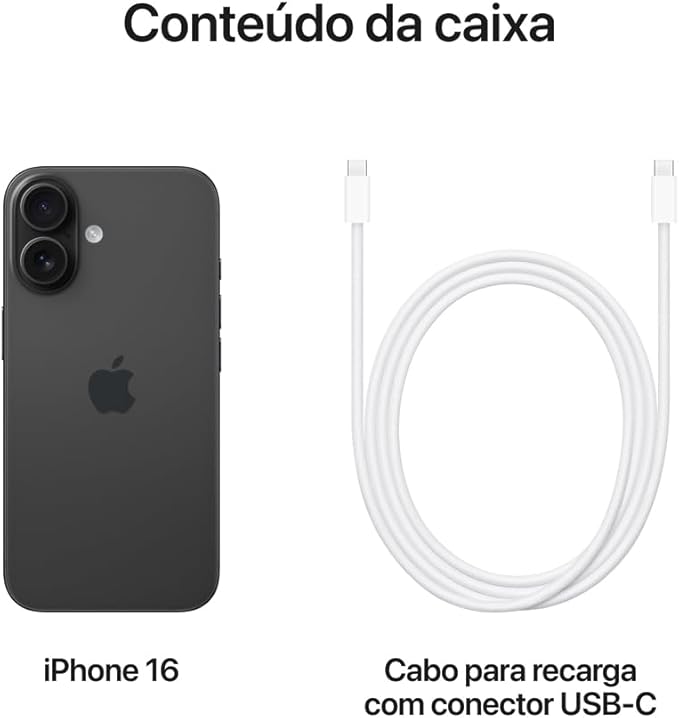 Conteúdo da caixa
iPhone 16
Cabo para recarga
com conector USB-C